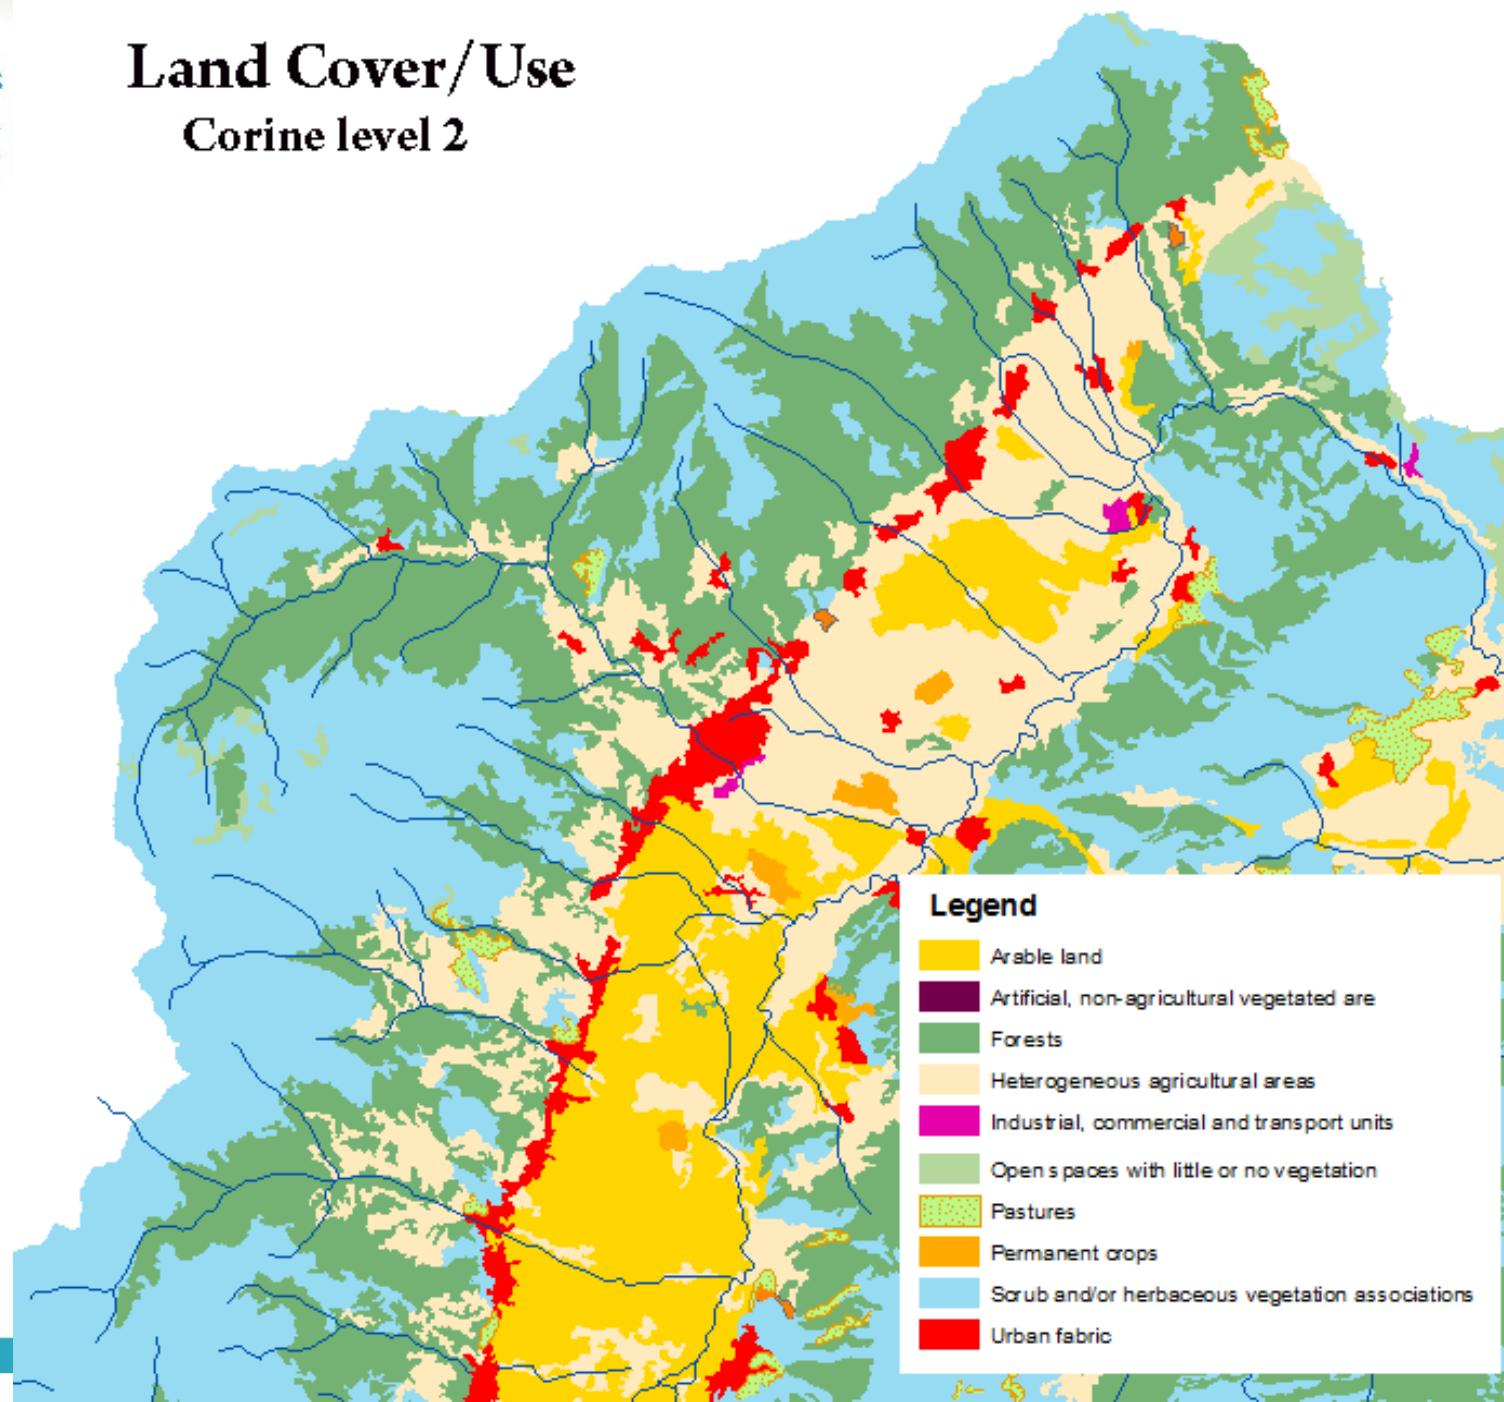 Land Cover/Use
Corine level 2
Legend
Arable land
Artificial, non-agricultural vegetated are
Forests
Heterogeneous agricultural areas
Industrial, commercial and transport units
Open spaces with little or no vegetation
Pastures
Permanent crops
Scrub and/or herbaceous vegetation associations
Urban fabric